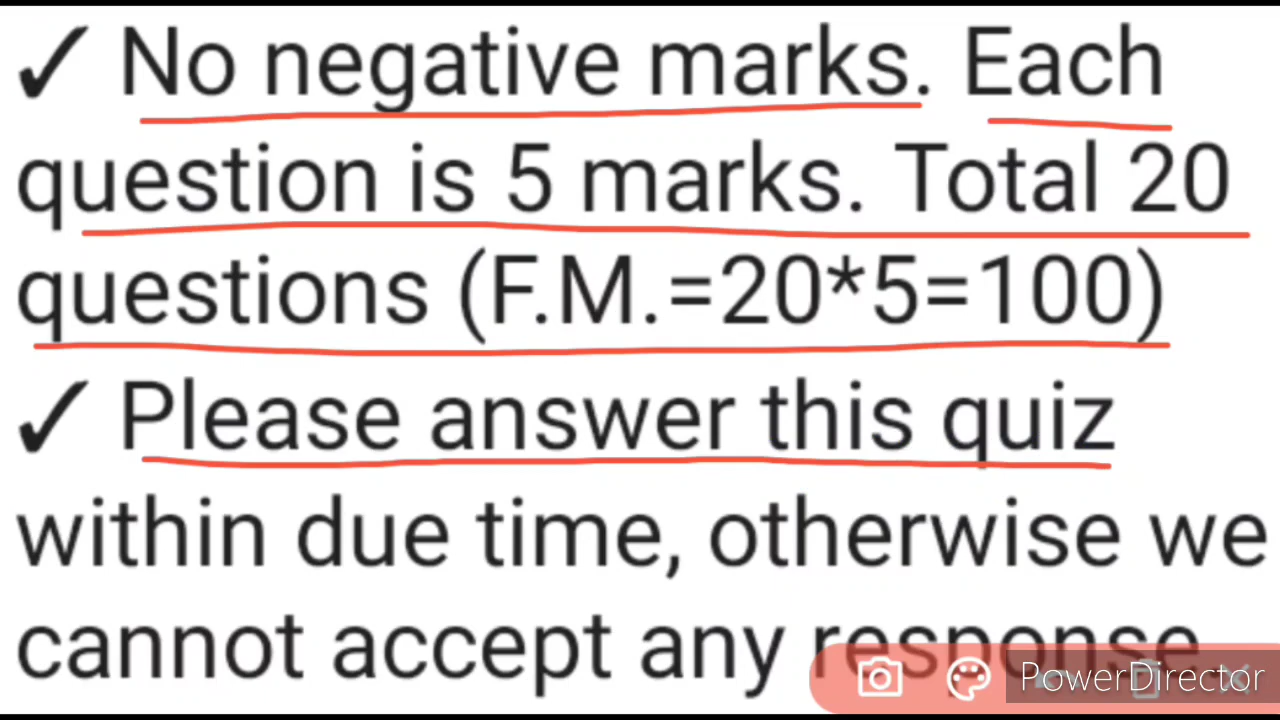 ✓ No negative marks. Each
question is 5 marks. Total 20
questions (F.M.=20*5=100)
✓ Please answer this quiz
within due time, otherwise we
cannot accept any response
PowerDirector